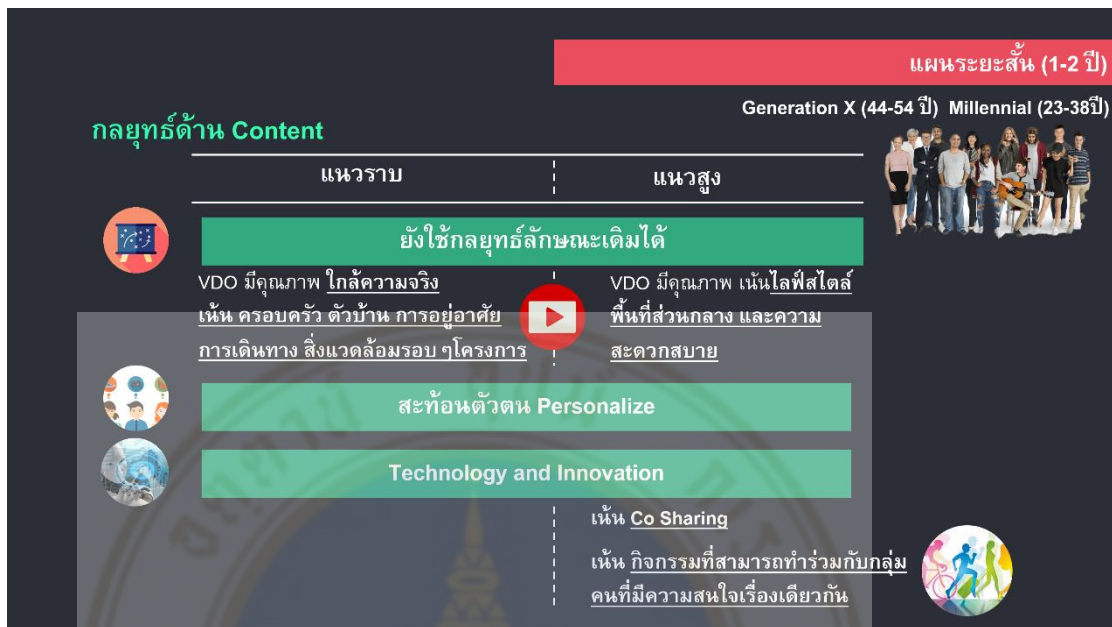 แผนระยะสั้น (1-2 ปี)
Generation X (44-54 ปี) Millennial (23-38ปี)
กลยุทธ์ด้าน Content
แนวราบ
แนวสูง
ยังใช้กลยุทธ์ลักษณะเดิมได้
VDO มีคุณภาพ ใกล้ความจริง
เน้น ครอบครัว ตัวบ้าน การอยู่อาศัย
การเดินทาง สิ่งแวดล้อมรอบ ๆโครงการ
VDO มีคุณภาพ เน้นไลฟ์สไตล์
พื้นที่ส่วนกลาง และความ
สะดวกสบาย
สะท้อนตัวตน Personalize
Technology and Innovation
เน้น Co Sharing
เน้น กิจกรรมที่สามารถทำร่วมกับกลุ่ม
คนที่มีความสนใจเรื่องเดียวกัน